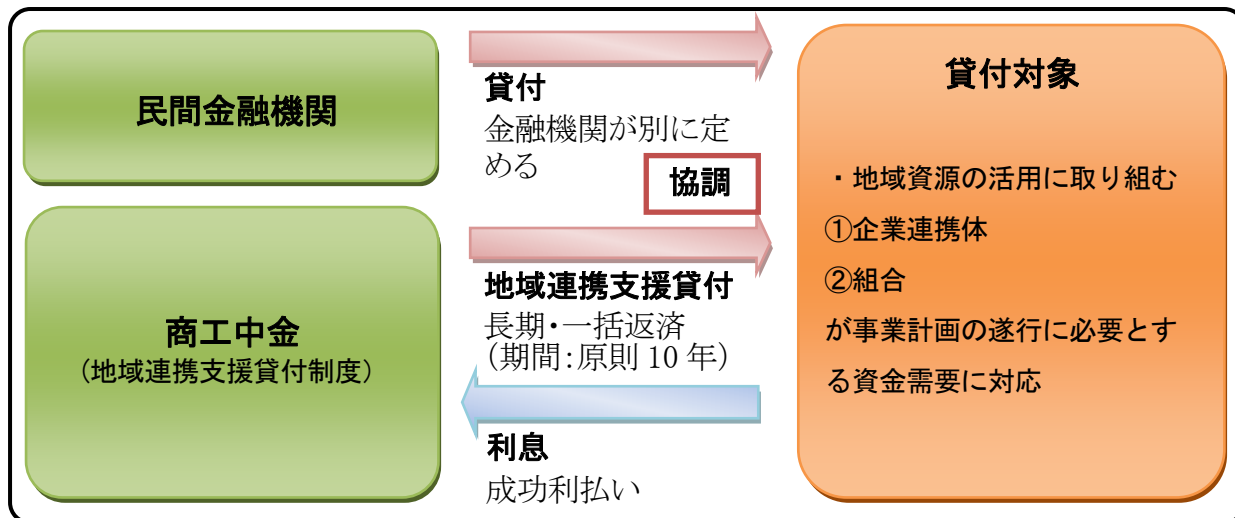 民間金融機関
商工中金
（地域連携支援貸付制度）
貸付
金融機関が別に定
める
協調
地域連携支援貸付
長期・一括返済
（期間：原則 10 年）
利息
成功利払い
貸付対象
・地域資源の活用に取り組む
①企業連携体
②組合
が事業計画の遂行に必要とす
る資金需要に対応